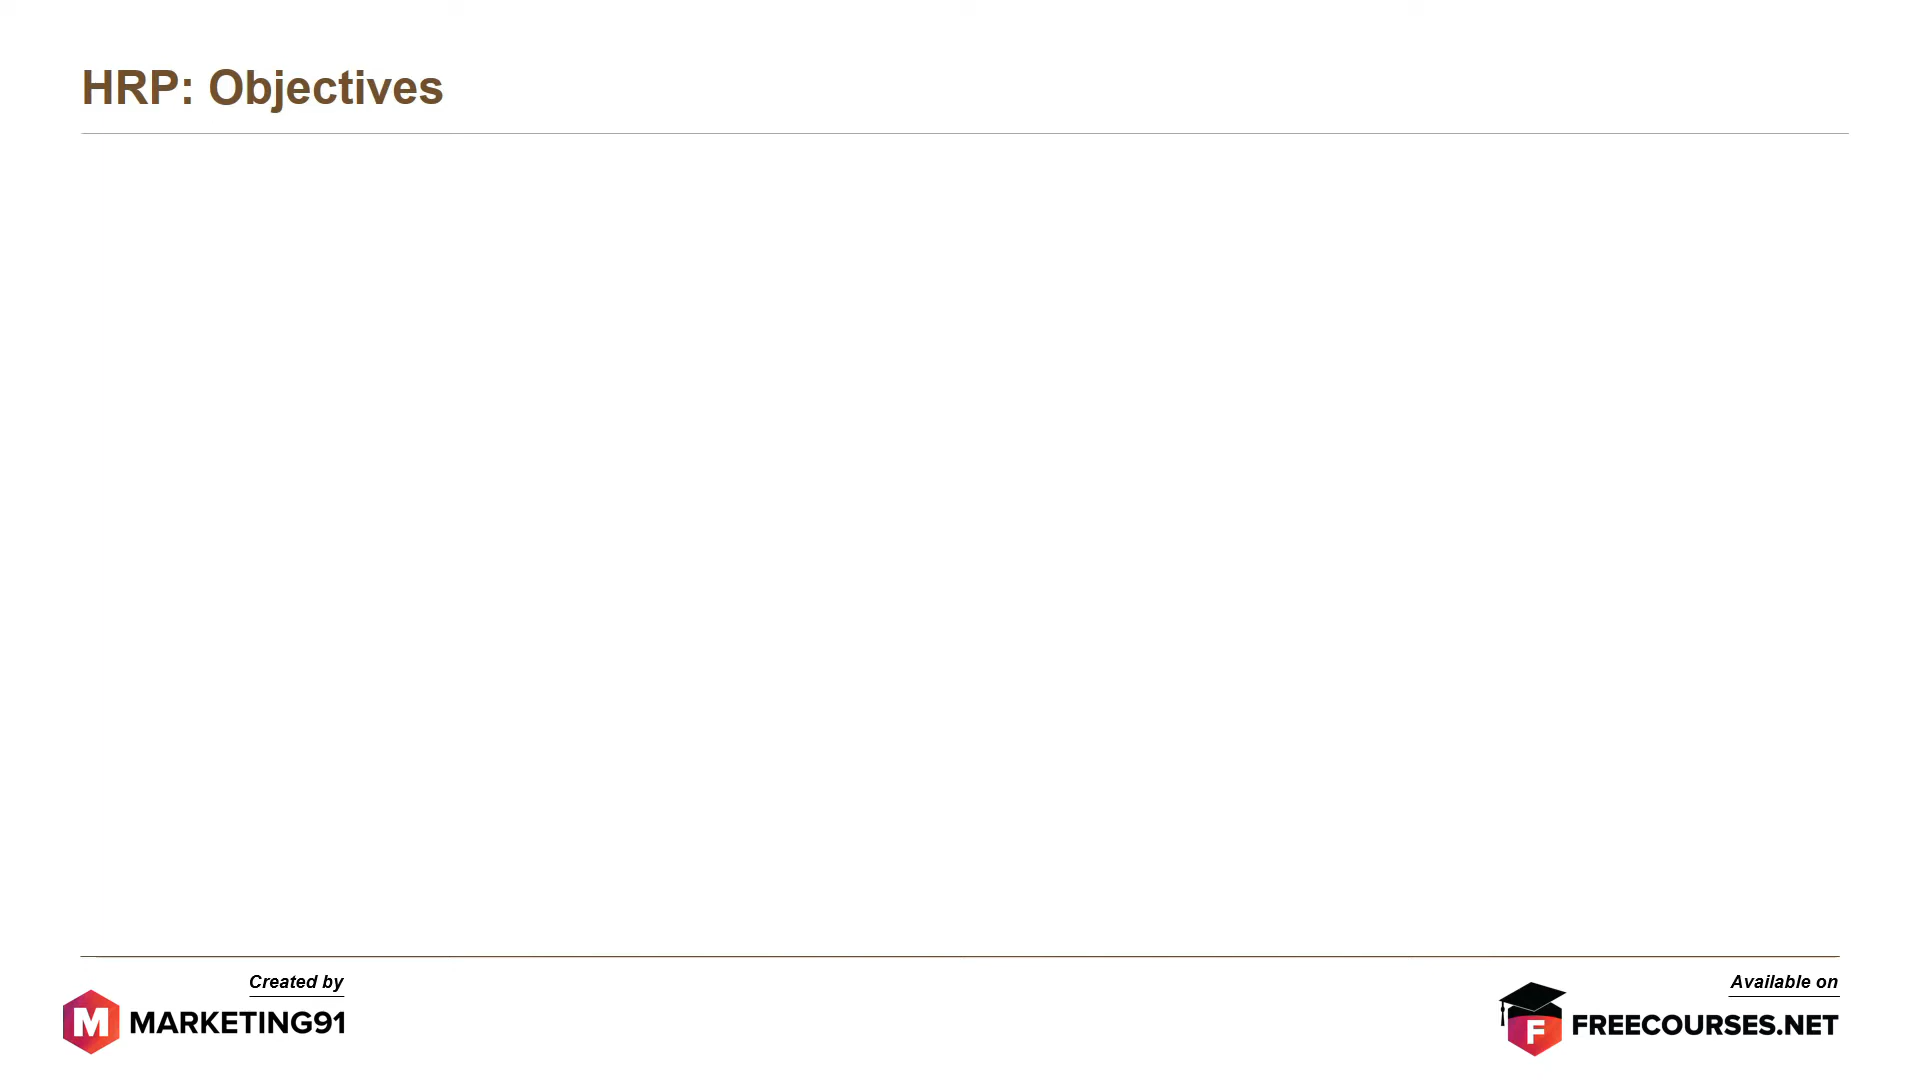 HRP: Objectives
Created by
M MARKETING91
Available on
F FREECOURSES.NET